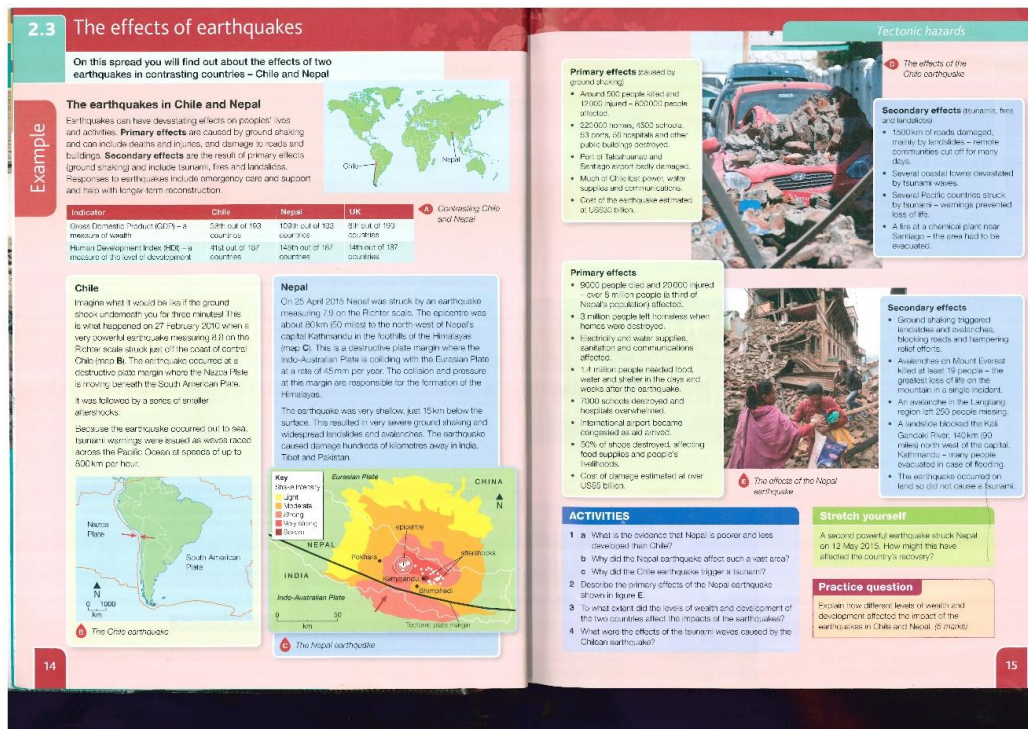 2.3
The effects of earthquakes
On this spread you will find out about the effects of two
earthquakes in contrasting countries – Chile and Nepal
Example
The earthquakes in Chile and Nepal
Earthquakes can have devastating effects on peoples' lives
and activities. Primary effects are caused by ground shaking
and can include deaths and injuries, and damage to roads and
buildings. Secondary effects are the result of primary effects
(ground shaking) and include tsunami, fires and landslides.
Responses to earthquakes include emergency care and support
and help with longer-term reconstruction.
Chile
Nepal
A Contrasting Chile
and Nepal
Indicator Chile Nepal UK
Gross Domestic Product (GDP) – a 38th out of 193 109th out of 193 6th out of 193
measure of wealth countries countries countries
Human Development Index (HDI) – a 41st out of 187 145th out of 187 14th out of 187
measure of the level of development countries countries countries
Chile
Imagine what it would be like if the ground
shook underneath you for three minutes! This
is what happened on 27 February 2010 when a
very powerful earthquake measuring 8.8 on the
Richter scale struck just off the coast of central
Chile (map B). The earthquake occurred at a
destructive plate margin where the Nazca Plate
is moving beneath the South American Plate.
It was followed by a series of smaller
aftershocks.
Because the earthquake occurred out to sea,
tsunami warnings were issued as waves raced
across the Pacific Ocean at speeds of up to
800 km per hour.
Nazca
Plate
South American
Plate
N
0 1000
km
B The Chile earthquake
14
Nepal
On 25 April 2015 Nepal was struck by an earthquake
measuring 7.9 on the Richter scale. The epicentre was
about 80 km (50 miles) to the north-west of Nepal's
capital Kathmandu in the foothills of the Himalayas
(map C). This is a destructive plate margin where the
Indo-Australian Plate is colliding with the Eurasian Plate
at a rate of 45 mm per year. The collision and pressure
at this margin are responsible for the formation of the
Himalayas.
The earthquake was very shallow, just 15 km below the
surface. This resulted in very severe ground shaking and
widespread landslides and avalanches. The earthquake
caused damage hundreds of kilometres away in India,
Tibet and Pakistan.
Key
Shake intensity
Light
Moderate
Strong
Very strong
Severe
Eurasian Plate
CHINA
N
NEPAL
epicentre
Pokhara
aftershocks
Kathmandu
INDIA
Bhimphedi
Indo-Australian Plate
0 50
km
Tectonic plate margin
C The Nepal earthquake
Tectonic hazards
Primary effects (caused by
ground shaking)
• Around 500 people killed and
12 000 injured – 800 000 people
affected.
• 220 000 homes, 4500 schools,
53 ports, 56 hospitals and other
public buildings destroyed.
• Port of Talcahuanao and
Santiago airport badly damaged.
• Much of Chile lost power, water
supplies and communications.
• Cost of the earthquake estimated
at US$30 billion.
D The effects of the
Chile earthquake
Secondary effects (tsunamis, fires
and landslides)
• 1500 km of roads damaged,
mainly by landslides – remote
communities cut off for many
days.
• Several coastal towns devastated
by tsunami waves.
• Several Pacific countries struck
by tsunami – warnings prevented
loss of life.
• A fire at a chemical plant near
Santiago – the area had to be
evacuated.
Primary effects
• 9000 people died and 20 000 injured
– over 8 million people (a third of
Nepal's population) affected.
• 3 million people left homeless when
homes were destroyed.
• Electricity and water supplies,
sanitation and communications
affected.
• 1.4 million people needed food,
water and shelter in the days and
weeks after the earthquake.
• 7000 schools destroyed and
hospitals overwhelmed.
• International airport became
congested as aid arrived.
• 50% of shops destroyed, affecting
food supplies and people's
livelihoods.
• Cost of damage estimated at over
US$5 billion.
E The effects of the Nepal
earthquake
Secondary effects
• Ground shaking triggered
landslides and avalanches,
blocking roads and hampering
relief efforts.
• Avalanches on Mount Everest
killed at least 19 people – the
greatest loss of life on the
mountain in a single incident.
• An avalanche in the Langtang
region left 250 people missing.
• A landslide blocked the Kali
Gandaki River, 140 km (90
miles) north west of the capital,
Kathmandu – many people
evacuated in case of flooding.
• The earthquake occurred on
land so did not cause a tsunami.
ACTIVITIES
1 a What is the evidence that Nepal is poorer and less
developed than Chile?
b Why did the Nepal earthquake affect such a vast area?
c Why did the Chile earthquake trigger a tsunami?
2 Describe the primary effects of the Nepal earthquake
shown in figure E.
3 To what extent did the levels of wealth and development of
the two countries affect the impacts of the earthquakes?
4 What were the effects of the tsunami waves caused by the
Chilean earthquake?
Stretch yourself
A second powerful earthquake struck Nepal
on 12 May 2015. How might this have
affected the country's recovery?
Practice question
Explain how different levels of wealth and
development affected the impact of the
earthquakes in Chile and Nepal. (6 marks)
15